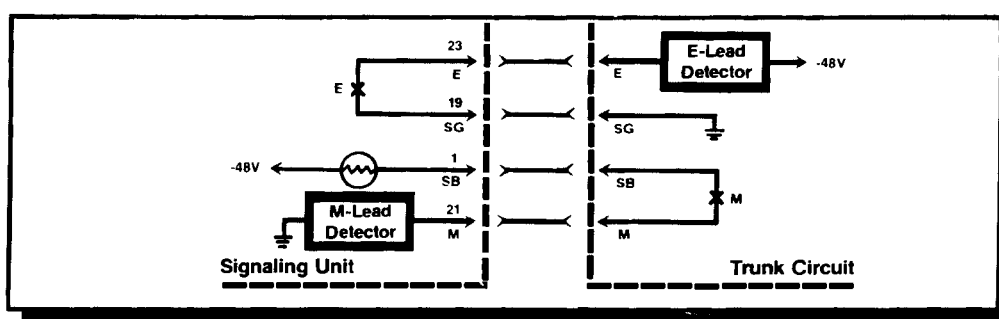 23
E
E
19
SG
-48V
1
SB
M-Lead
Detector
21
M
Signaling Unit
E-Lead
Detector
-48V
E
SG
SB
M
M
Trunk Circuit